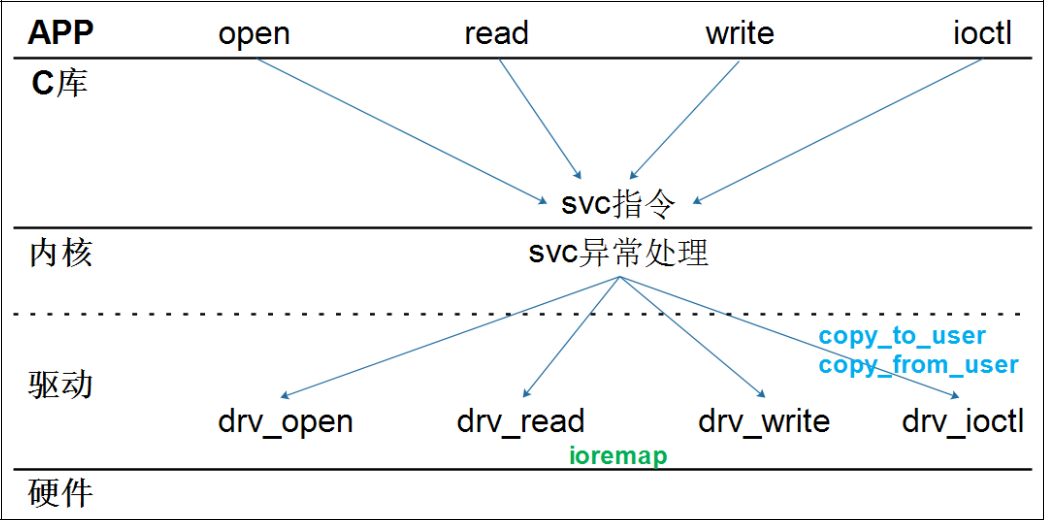 APP open read write ioctl
C库
svc指令
内核 svc异常处理
copy_to_user
copy_from_user
驱动
drv_open drv_read drv_write drv_ioctl
ioremap
硬件